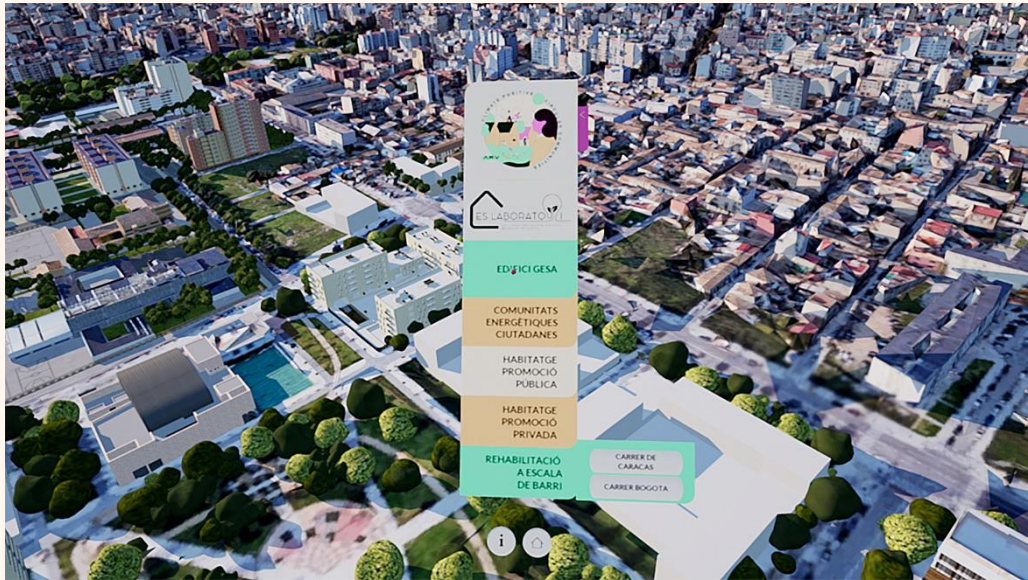 ES LABORATORI
EDIFICI GESA
COMUNITATS
ENERGÈTIQUES
CIUTADANES
HABITATGE
PROMOCIÓ
PÚBLICA
HABITATGE
PROMOCIÓ
PRIVADA
REHABILITACIÓ
A ESCALA
DE BARRI
CARRER DE
CARACAS
CARRER BOGOTA
i